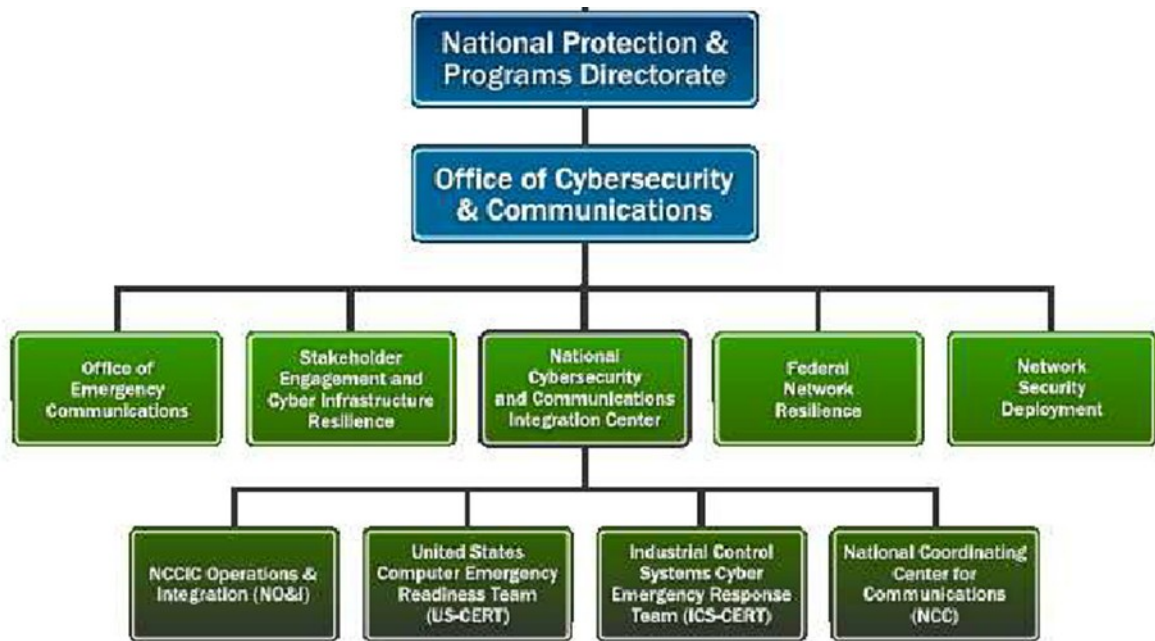 National Protection &
Programs Directorate
Office of Cybersecurity
& Communications
Office of
Emergency
Communications
Stakeholder
Engagement and
Cyber Infrastructure
Resilience
National
Cybersecurity
and Communications
Integration Center
Federal
Network
Resilience
Network
Security
Deployment
NCCIC Operations &
Integration (NO&I)
United States
Computer Emergency
Readiness Team
(US-CERT)
Industrial Control
Systems Cyber
Emergency Response
Team (ICS-CERT)
National Coordinating
Center for
Communications
(NCC)